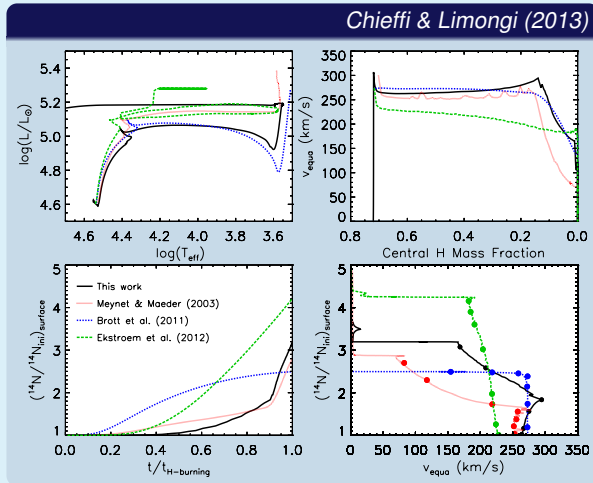 Chieffi & Limongi (2013)
log(L/L⊙)
5.4
5.2
5.0
4.8
4.6
4.6 4.4 4.2 4.0 3.8 3.6
log(Teff)
vequa (km/s)
350
300
250
200
150
100
50
0
0.8 0.6 0.4 0.2 0.0
Central H Mass Fraction
(14N/14Nini)surface
5
4
3
2
1
This work
Meynet & Maeder (2003)
Brott et al. (2011)
Ekstroem et al. (2012)
0.0 0.2 0.4 0.6 0.8 1.0
t/tH-burning
(14N/14Nini)surface
5
4
3
2
1
0 50 100 150 200 250 300 350
vequa (km/s)